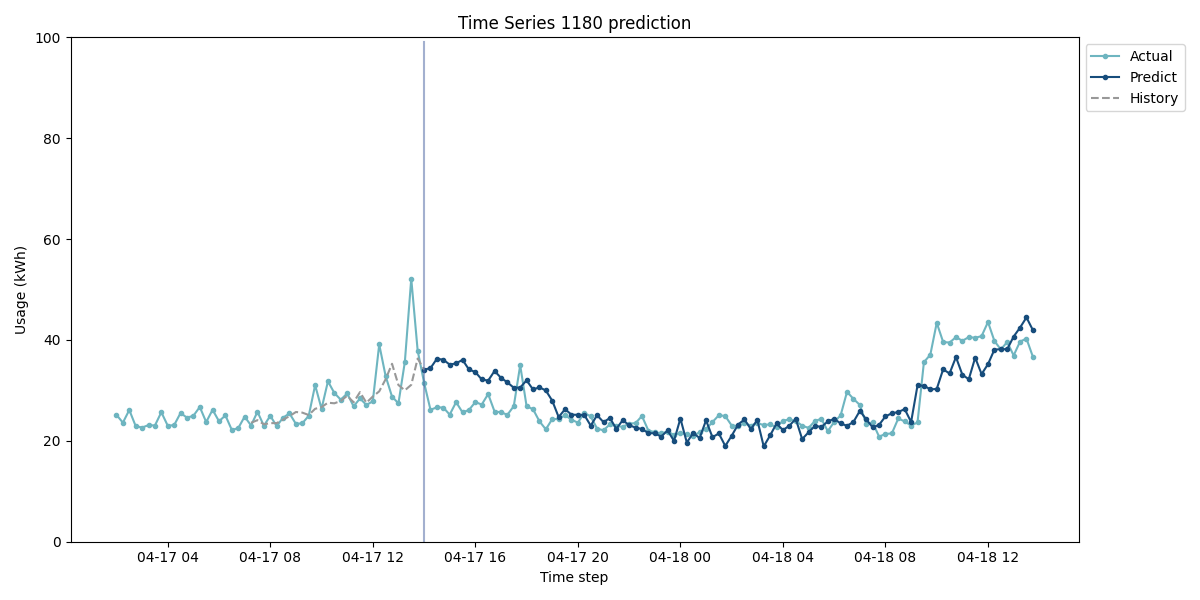 Time Series 1180 prediction
100
80
60
40
20
0
Usage (kWh)
04-17 04
04-17 08
04-17 12
04-17 16
04-17 20
04-18 00
04-18 04
04-18 08
04-18 12
Time step
Actual
Predict
History